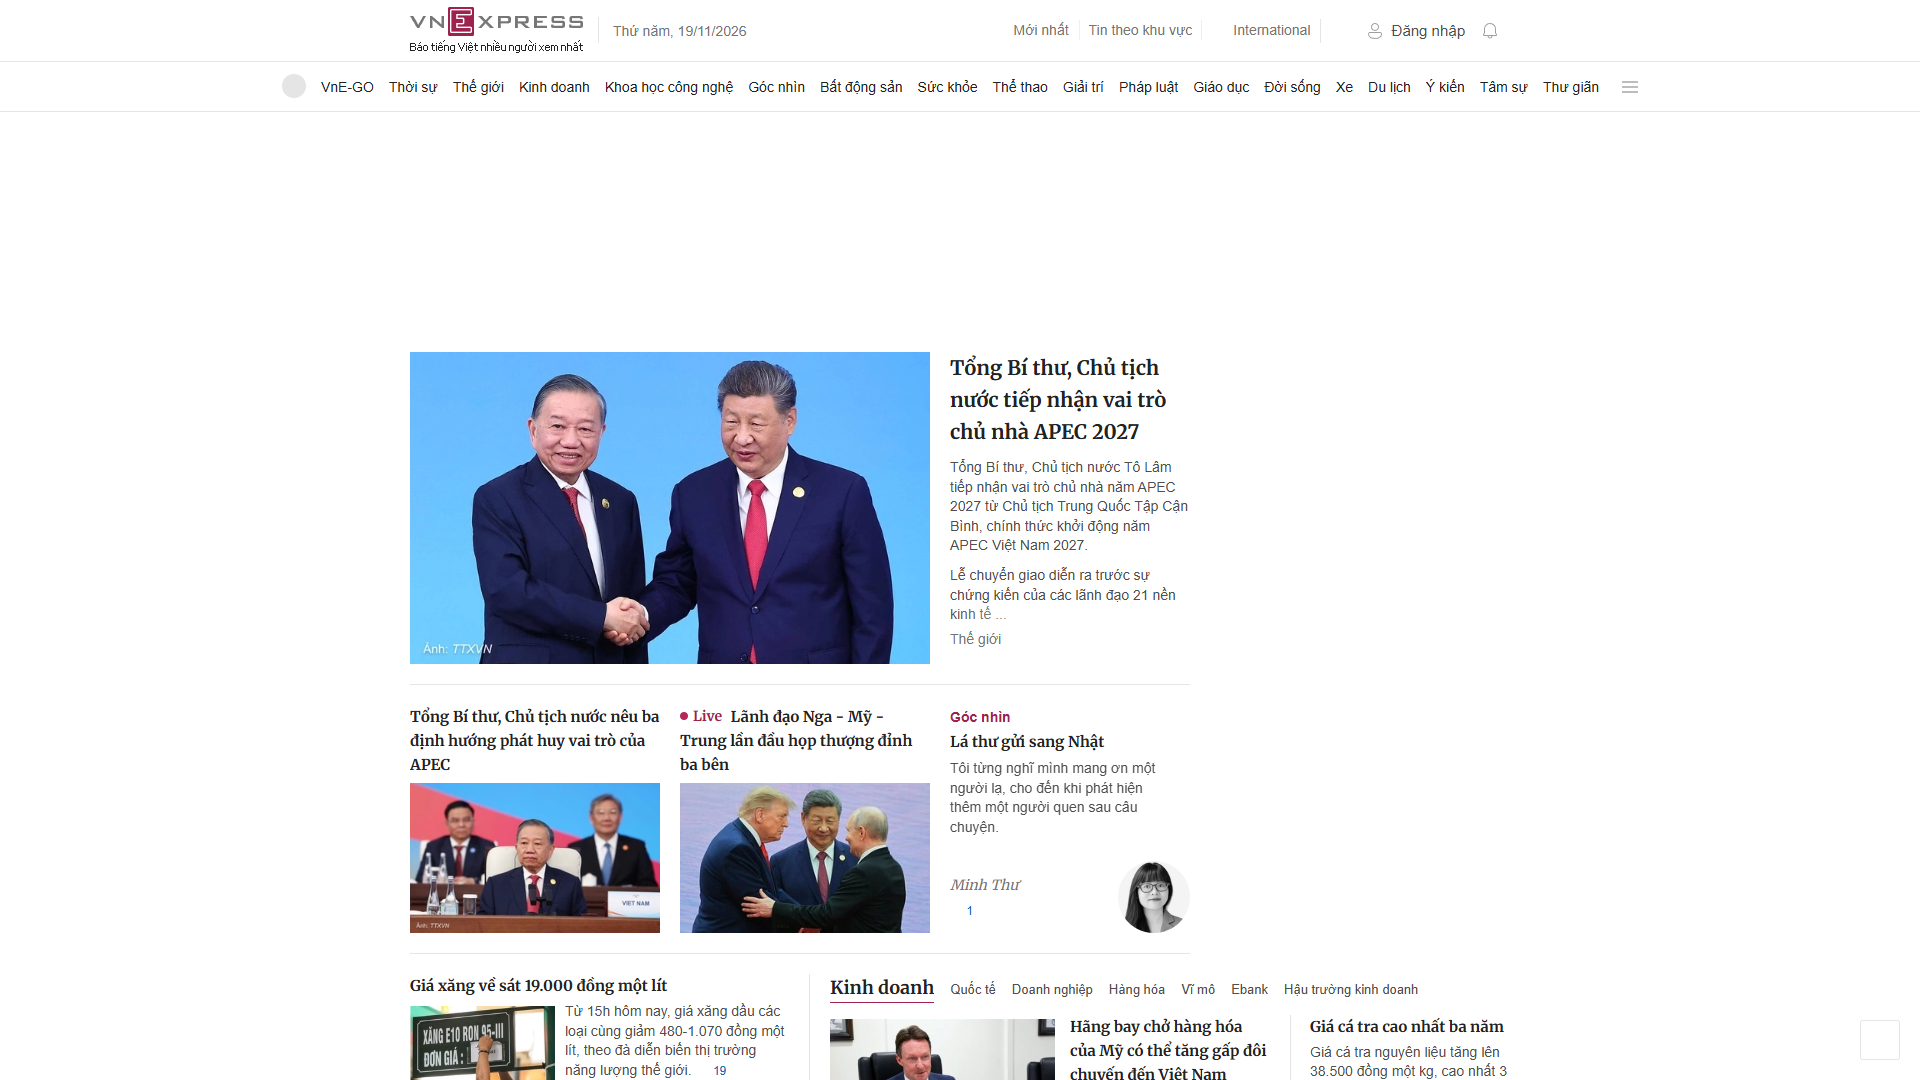 VNEXPRESS
Báo tiếng Việt nhiều người xem nhất
Thứ năm, 19/11/2026
Mới nhất
Tin theo khu vực
International
Đăng nhập
VnE-GO
Thời sự
Thế giới
Kinh doanh
Khoa học công nghệ
Góc nhìn
Bất động sản
Sức khỏe
Thể thao
Giải trí
Pháp luật
Giáo dục
Đời sống
Xe
Du lịch
Ý kiến
Tâm sự
Thư giãn
Ảnh: TTXVN
Tổng Bí thư, Chủ tịch
nước tiếp nhận vai trò
chủ nhà APEC 2027
Tổng Bí thư, Chủ tịch nước Tô Lâm
tiếp nhận vai trò chủ nhà năm APEC
2027 từ Chủ tịch Trung Quốc Tập Cận
Bình, chính thức khởi động năm
APEC Việt Nam 2027.
Lễ chuyển giao diễn ra trước sự
chứng kiến của các lãnh đạo 21 nền
kinh tế ...
Thế giới
Tổng Bí thư, Chủ tịch nước nêu ba
định hướng phát huy vai trò của
APEC
VIET NAM
Ảnh: TTXVN
Live Lãnh đạo Nga - Mỹ -
Trung lần đầu họp thượng đỉnh
ba bên
Góc nhìn
Lá thư gửi sang Nhật
Tôi từng nghĩ mình mang ơn một
người lạ, cho đến khi phát hiện
thêm một người quen sau câu
chuyện.
Minh Thư
1
Giá xăng về sát 19.000 đồng một lít
XĂNG E10 RON 95-III
ĐƠN GIÁ:
Từ 15h hôm nay, giá xăng dầu các
loại cùng giảm 480-1.070 đồng một
lít, theo đà diễn biến thị trường
năng lượng thế giới. 19
Kinh doanh
Quốc tế
Doanh nghiệp
Hàng hóa
Vĩ mô
Ebank
Hậu trường kinh doanh
Hãng bay chở hàng hóa
của Mỹ có thể tăng gấp đôi
chuyến đến Việt Nam
Giá cá tra cao nhất ba năm
Giá cá tra nguyên liệu tăng lên
38.500 đồng một kg, cao nhất 3